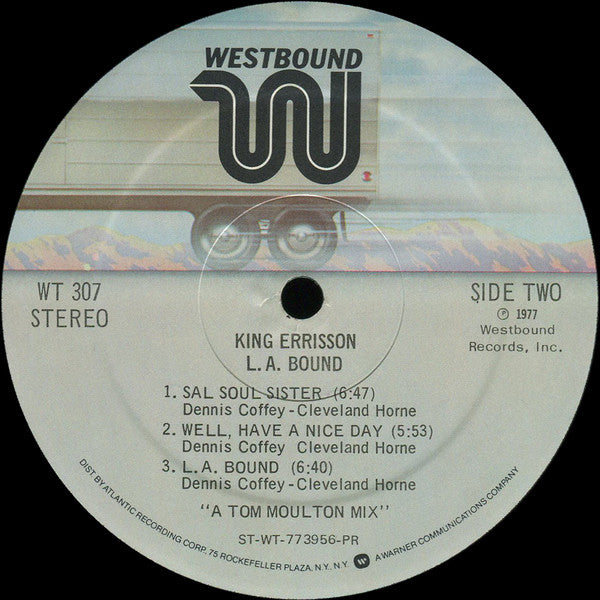 WESTBOUND
WT 307
STEREO
SIDE TWO
Ⓟ 1977
Westbound
Records, Inc.
KING ERRISSON
L.A. BOUND
1. SAL SOUL SISTER (6:47)
Dennis Coffey-Cleveland Horne
2. WELL, HAVE A NICE DAY (5:53)
Dennis Coffey Cleveland Horne
3. L.A. BOUND (6:40)
Dennis Coffey-Cleveland Horne
"A TOM MOULTON MIX"
ST-WT-773956-PR
DIST. BY ATLANTIC RECORDING CORP. 75 ROCKEFELLER PLAZA, N.Y., N.Y. W A WARNER COMMUNICATIONS COMPANY